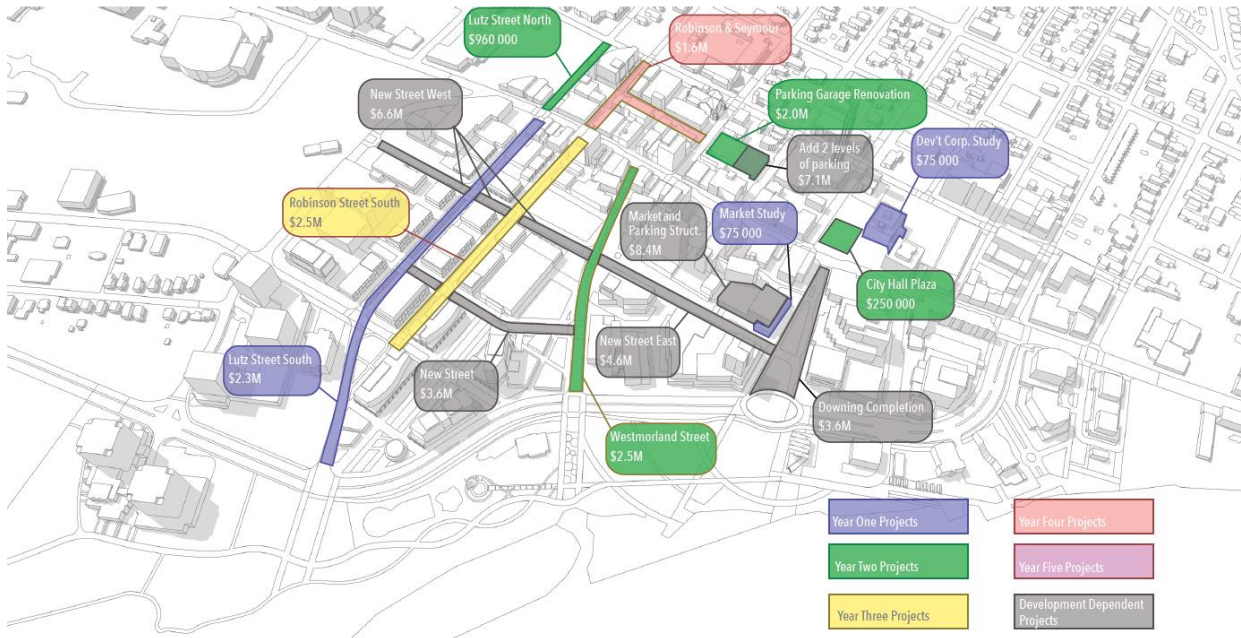 Lutz Street North
$960 000
Robinson & Seymour
$1.6M
New Street West
$6.6M
Parking Garage Renovation
$2.0M
Add 2 levels
of parking
$7.1M
Dev't Corp. Study
$75 000
Robinson Street South
$2.5M
Market and
Parking Struct.
$8.4M
Market Study
$75 000
City Hall Plaza
$250 000
Lutz Street South
$2.3M
New Street
$3.6M
New Street East
$4.6M
Downing Completion
$3.6M
Westmorland Street
$2.5M
Year One Projects
Year Four Projects
Year Two Projects
Year Five Projects
Year Three Projects
Development Dependent
Projects